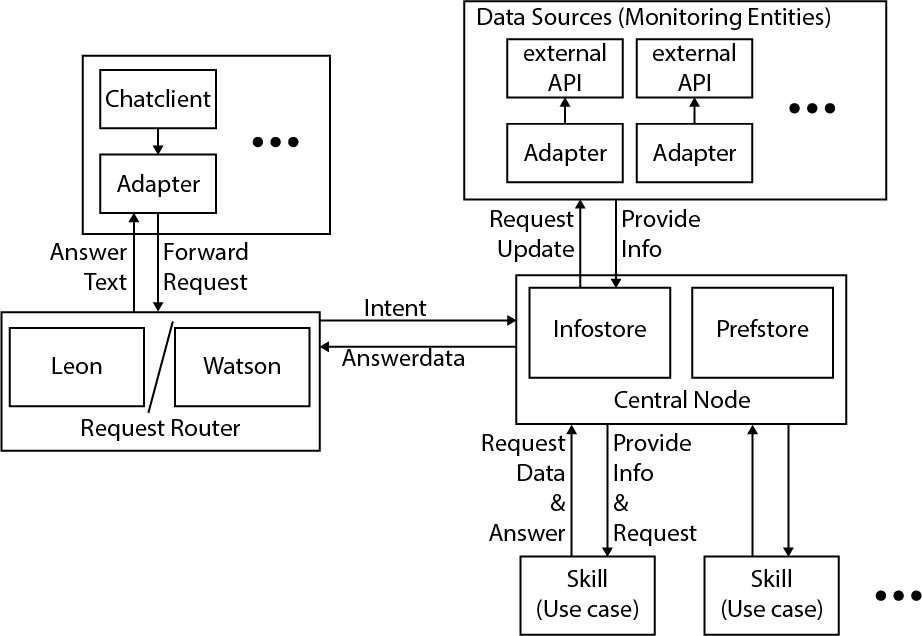 Data Sources (Monitoring Entities)
external
API
external
API
Adapter
Adapter
Chatclient
Adapter
Answer
Text
Forward
Request
Request
Update
Provide
Info
Leon
Watson
Request Router
Intent
Answerdata
Infostore
Prefstore
Central Node
Request
Data
&
Answer
Provide
Info
&
Request
Skill
(Use case)
Skill
(Use case)